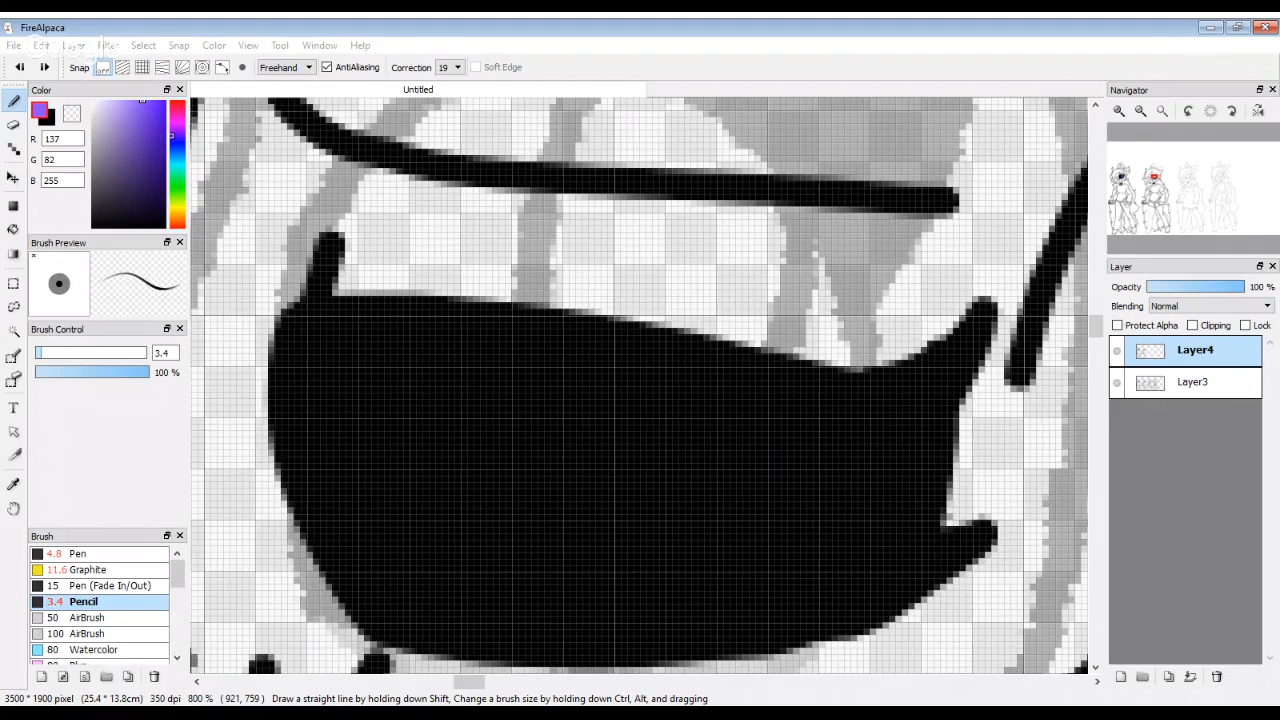 FireAlpaca
File Edit Layer Filter Select Snap Color View Tool Window Help
Snap off Freehand AntiAliasing Correction 19 Soft Edge
Color
Untitled
Navigator
R 137
G 82
B 255
Brush Preview
Layer
Opacity 100 %
Blending Normal
Brush Control
Protect Alpha Clipping Lock
3.4
Layer4
100 %
Layer3
Brush
4.8 Pen
11.6 Graphite
15 Pen (Fade In/Out)
3.4 Pencil
50 AirBrush
100 AirBrush
80 Watercolor
3500 * 1900 pixel (25.4 * 13.8cm) 350 dpi 800 % ( 921, 759 ) Draw a straight line by holding down Shift, Change a brush size by holding down Ctrl, Alt, and dragging